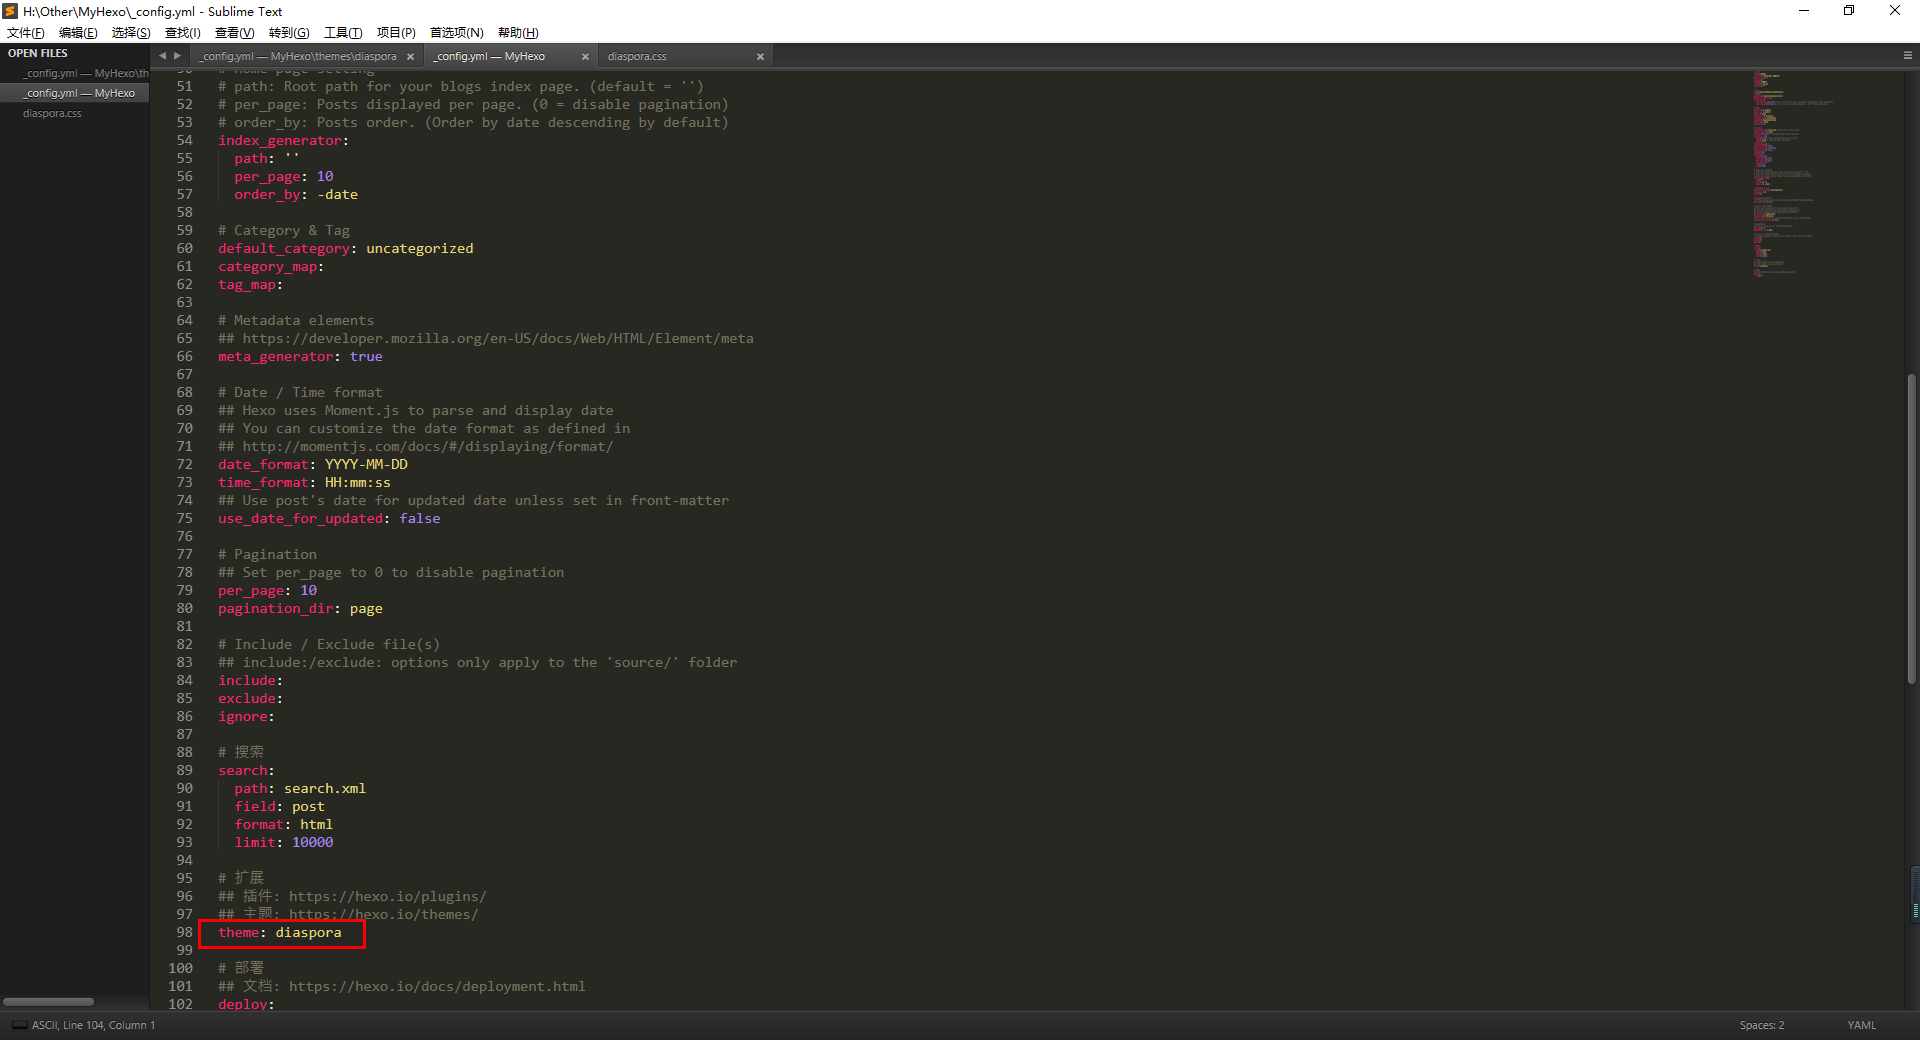 H:\Other\MyHexo\_config.yml - Sublime Text
文件(F) 编辑(E) 选择(S) 查找(I) 查看(V) 转到(G) 工具(T) 项目(P) 首选项(N) 帮助(H)
OPEN FILES
_config.yml — MyHexo\th
_config.yml — MyHexo
diaspora.css
_config.yml — MyHexo\themes\diaspora
_config.yml — MyHexo
diaspora.css
50 # Home page setting
51 # path: Root path for your blogs index page. (default = '')
52 # per_page: Posts displayed per page. (0 = disable pagination)
53 # order_by: Posts order. (Order by date descending by default)
54 index_generator:
55   path: ''
56   per_page: 10
57   order_by: -date
58
59 # Category & Tag
60 default_category: uncategorized
61 category_map:
62 tag_map:
63
64 # Metadata elements
65 ## https://developer.mozilla.org/en-US/docs/Web/HTML/Element/meta
66 meta_generator: true
67
68 # Date / Time format
69 ## Hexo uses Moment.js to parse and display date
70 ## You can customize the date format as defined in
71 ## http://momentjs.com/docs/#/displaying/format/
72 date_format: YYYY-MM-DD
73 time_format: HH:mm:ss
74 ## Use post's date for updated date unless set in front-matter
75 use_date_for_updated: false
76
77 # Pagination
78 ## Set per_page to 0 to disable pagination
79 per_page: 10
80 pagination_dir: page
81
82 # Include / Exclude file(s)
83 ## include:/exclude: options only apply to the 'source/' folder
84 include:
85 exclude:
86 ignore:
87
88 # 搜索
89 search:
90   path: search.xml
91   field: post
92   format: html
93   limit: 10000
94
95 # 扩展
96 ## 插件: https://hexo.io/plugins/
97 ## 主题: https://hexo.io/themes/
98 theme: diaspora
99
100 # 部署
101 ## 文档: https://hexo.io/docs/deployment.html
102 deploy:
ASCII, Line 104, Column 1
Spaces: 2
YAML